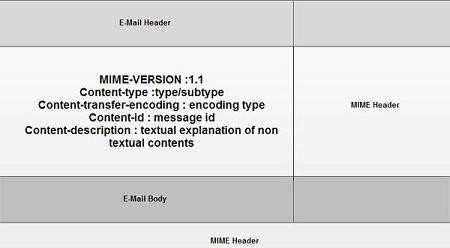 E-Mail Header
MIME-VERSION :1.1
Content-type :type/subtype
Content-transfer-encoding : encoding type
Content-id : message id
Content-description : textual explanation of non
textual contents
MIME Header
E-Mail Body
MIME Header